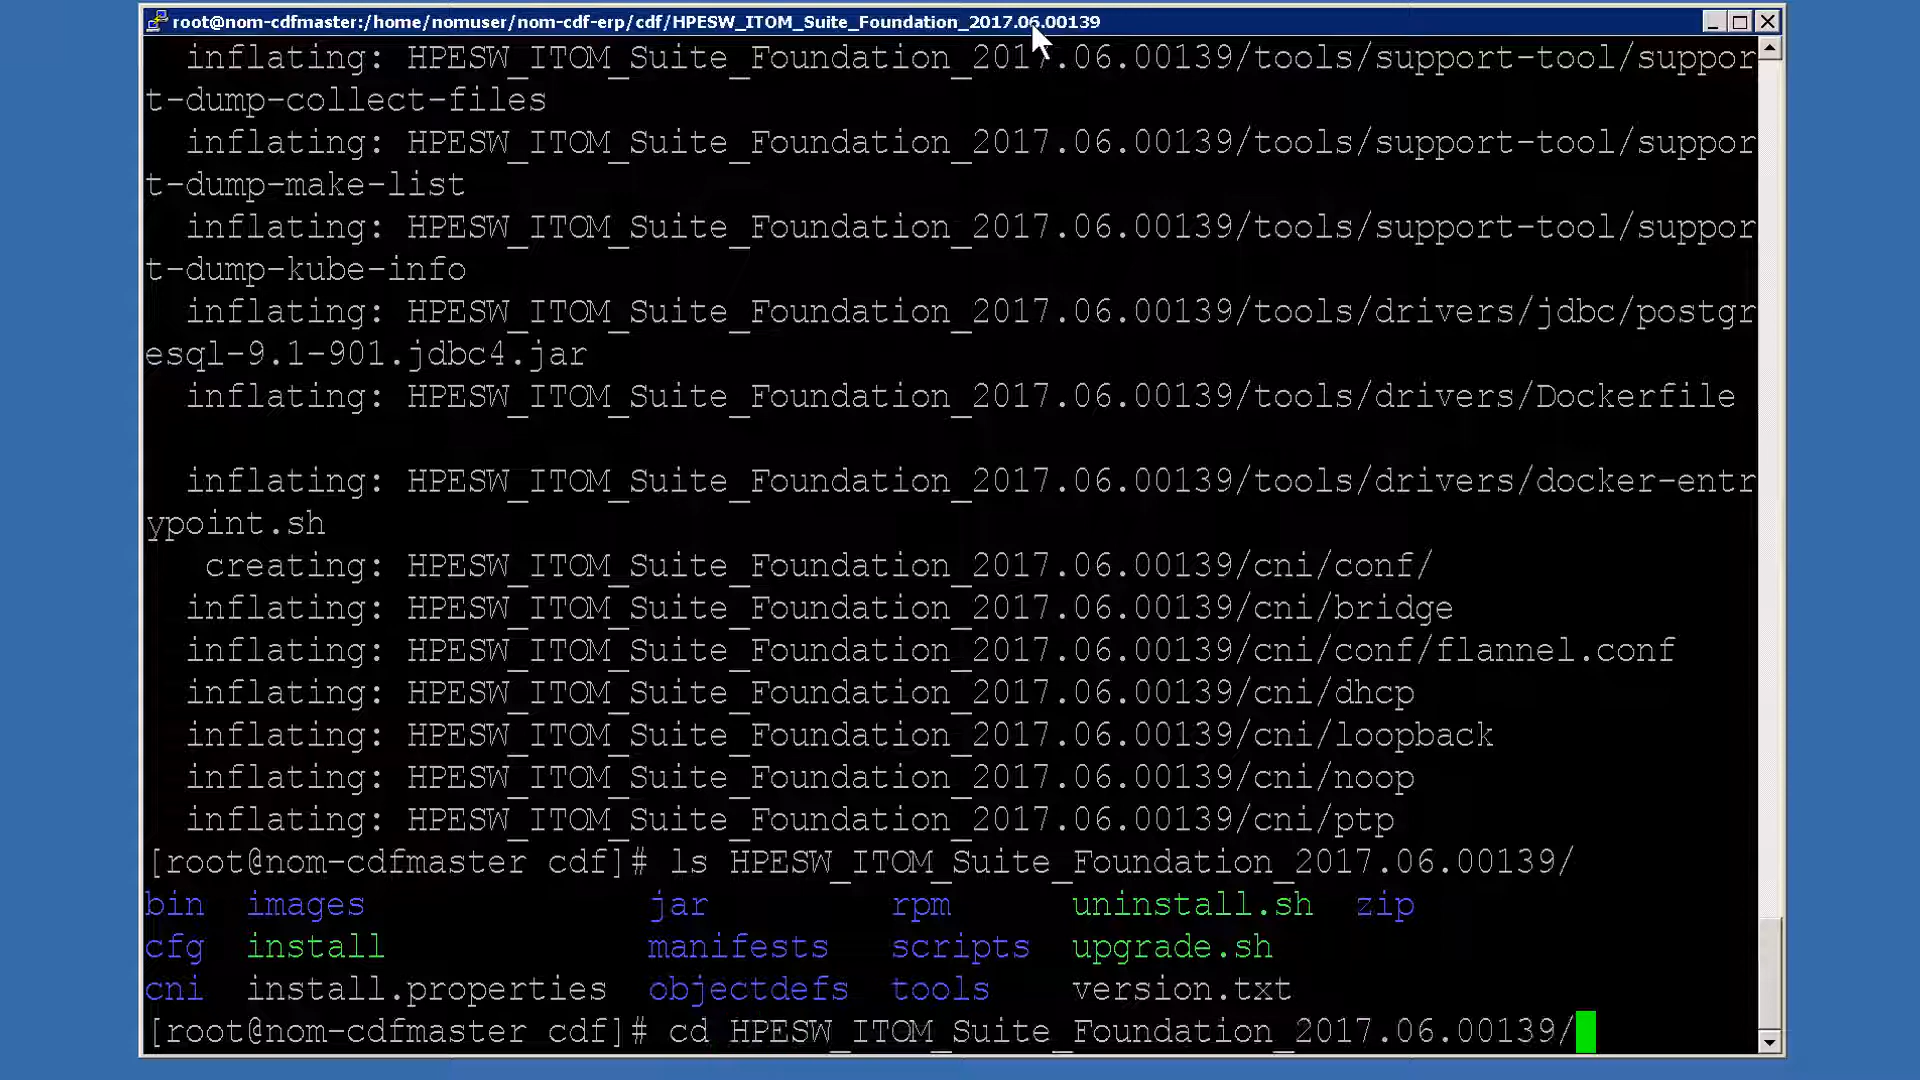 root@nom-cdfmaster:/home/nomuser/nom-cdf-erp/cdf/HPESW_ITOM_Suite_Foundation_2017.06.00139
inflating: HPESW_ITOM_Suite_Foundation_2017.06.00139/tools/support-tool/suppor
t-dump-collect-files
inflating: HPESW_ITOM_Suite_Foundation_2017.06.00139/tools/support-tool/suppor
t-dump-make-list
inflating: HPESW_ITOM_Suite_Foundation_2017.06.00139/tools/support-tool/suppor
t-dump-kube-info
inflating: HPESW_ITOM_Suite_Foundation_2017.06.00139/tools/drivers/jdbc/postgr
esql-9.1-901.jdbc4.jar
inflating: HPESW_ITOM_Suite_Foundation_2017.06.00139/tools/drivers/Dockerfile
inflating: HPESW_ITOM_Suite_Foundation_2017.06.00139/tools/drivers/docker-entr
ypoint.sh
creating: HPESW_ITOM_Suite_Foundation_2017.06.00139/cni/conf/
inflating: HPESW_ITOM_Suite_Foundation_2017.06.00139/cni/bridge
inflating: HPESW_ITOM_Suite_Foundation_2017.06.00139/cni/conf/flannel.conf
inflating: HPESW_ITOM_Suite_Foundation_2017.06.00139/cni/dhcp
inflating: HPESW_ITOM_Suite_Foundation_2017.06.00139/cni/loopback
inflating: HPESW_ITOM_Suite_Foundation_2017.06.00139/cni/noop
inflating: HPESW_ITOM_Suite_Foundation_2017.06.00139/cni/ptp
[root@nom-cdfmaster cdf]# ls HPESW_ITOM_Suite_Foundation_2017.06.00139/
bin images jar rpm uninstall.sh zip
cfg install manifests scripts upgrade.sh
cni install.properties objectdefs tools version.txt
[root@nom-cdfmaster cdf]# cd HPESW_ITOM_Suite_Foundation_2017.06.00139/